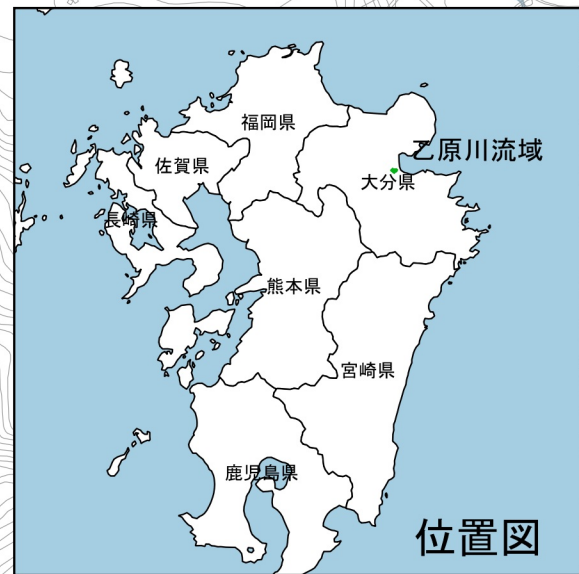 福岡県
乙原川流域
佐賀県
大分県
長崎県
熊本県
宮崎県
鹿児島県
位置図